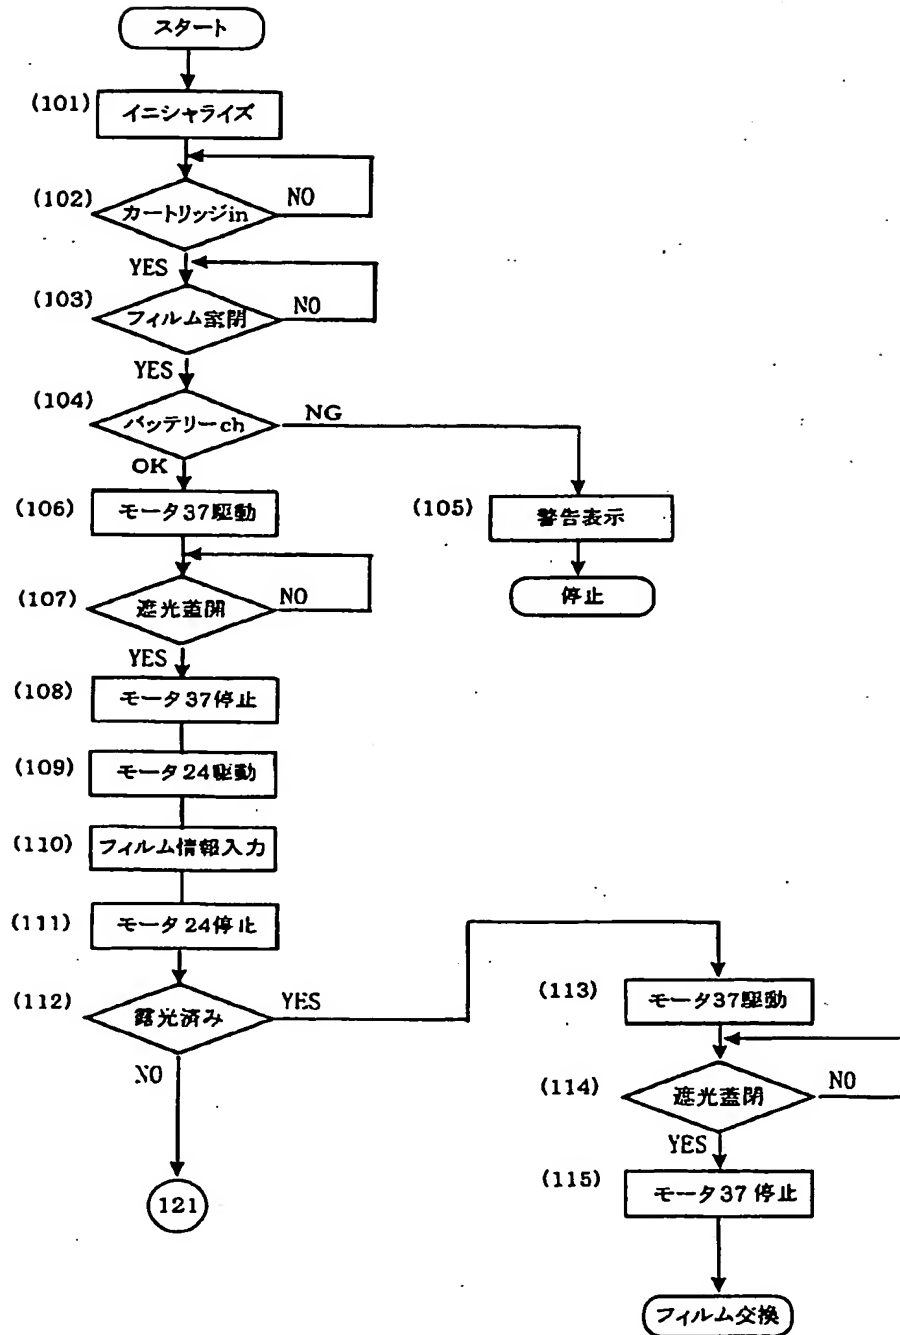 スタート
(101) イニシャライズ
(102) カートリッジin NO
YES
(103) フィルム室閉 NO
YES
(104) バッテリーch NG
OK
(105) 警告表示
停止
(106) モータ37駆動
(107) 遮光蓋開 NO
YES
(108) モータ37停止
(109) モータ24駆動
(110) フィルム情報入力
(111) モータ24停止
(112) 露光済み YES
NO
121
(113) モータ37駆動
(114) 遮光蓋閉 NO
YES
(115) モータ37停止
フィルム交換